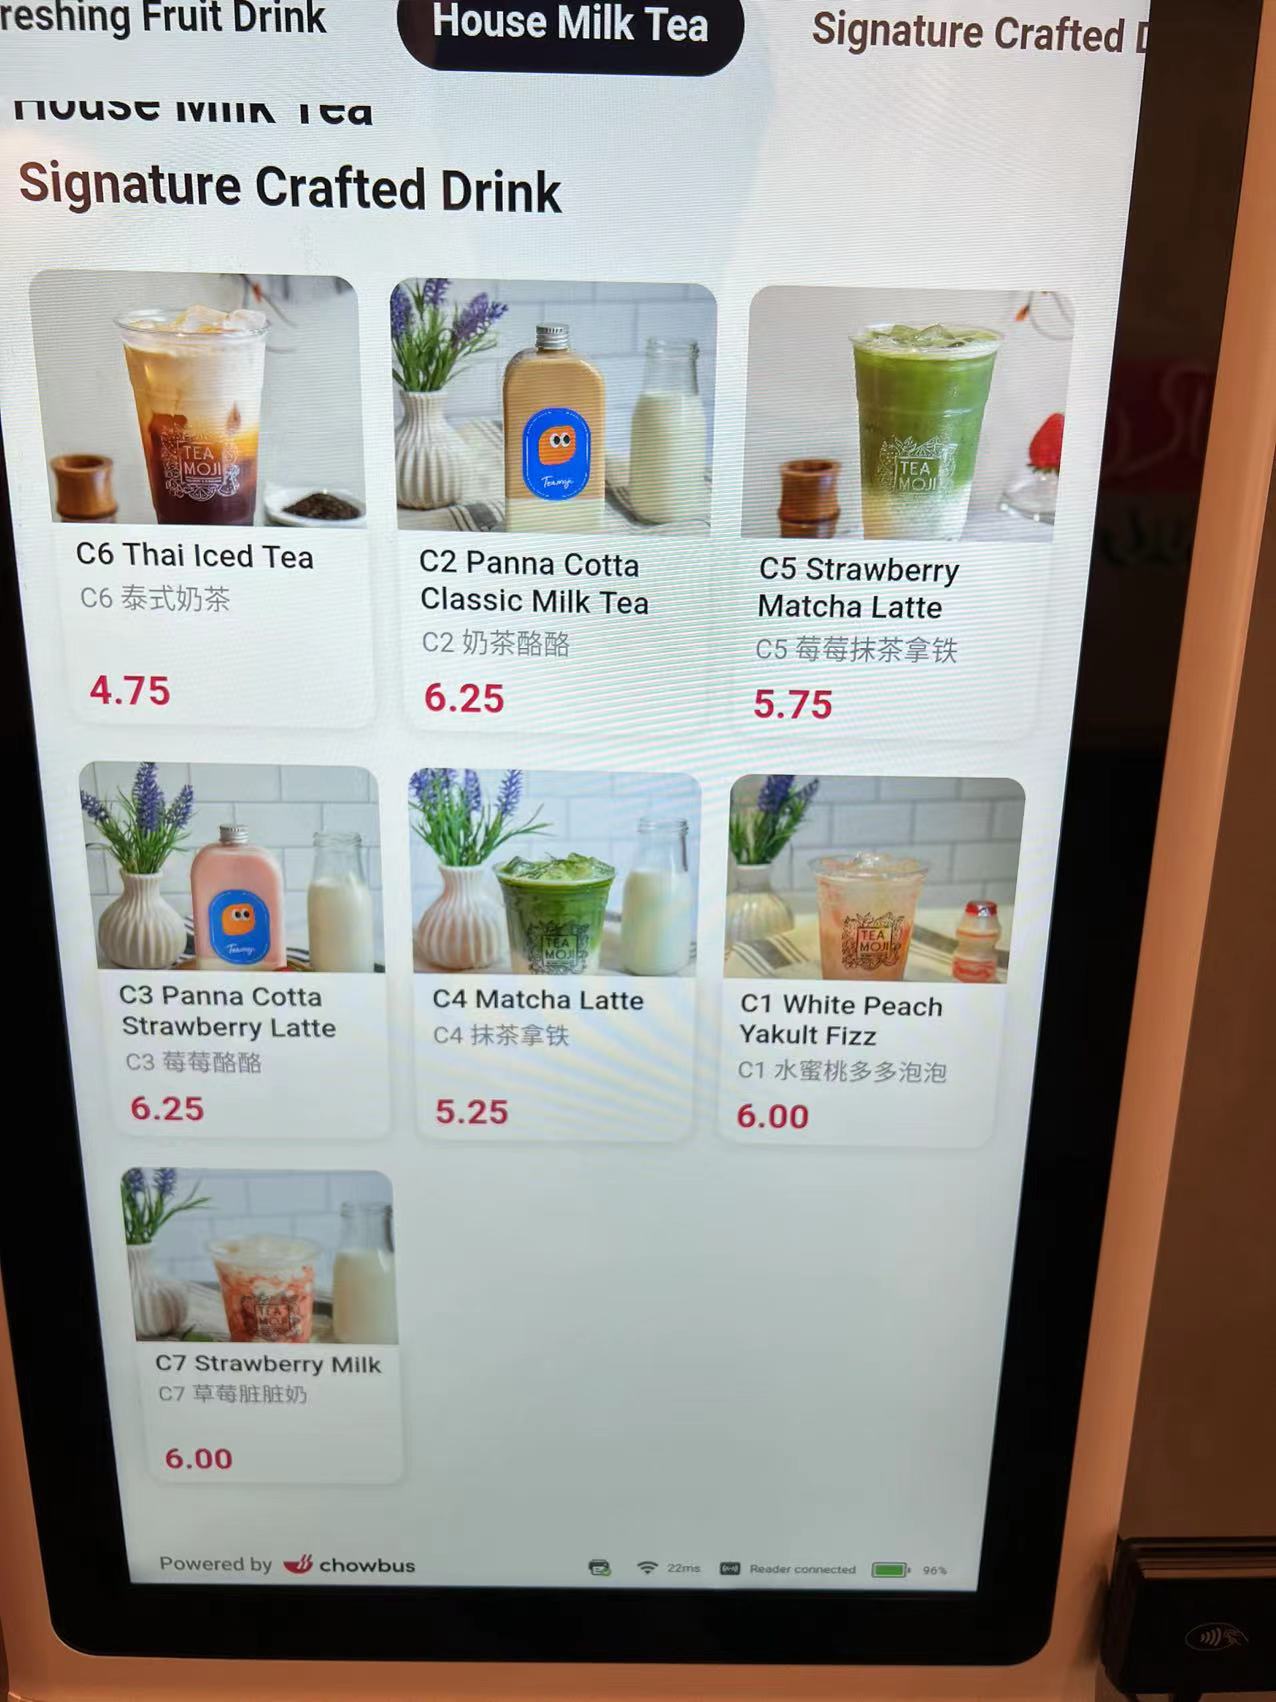 reshing Fruit Drink
House Milk Tea
Signature Crafted D
House Milk Tea
Signature Crafted Drink
TEA
MOJI
Teamoji
TEA
MOJI
C6 Thai Iced Tea
C6 泰式奶茶
4.75
C2 Panna Cotta
Classic Milk Tea
C2 奶茶酪酪
6.25
C5 Strawberry
Matcha Latte
C5 莓莓抹茶拿铁
5.75
Teamoji
TEA
MOJI
TEA
MOJI
C3 Panna Cotta
Strawberry Latte
C3 莓莓酪酪
6.25
C4 Matcha Latte
C4 抹茶拿铁
5.25
C1 White Peach
Yakult Fizz
C1 水蜜桃多多泡泡
6.00
TEA
MOJI
C7 Strawberry Milk
C7 草莓脏脏奶
6.00
Powered by chowbus
22ms
Reader connected
96%